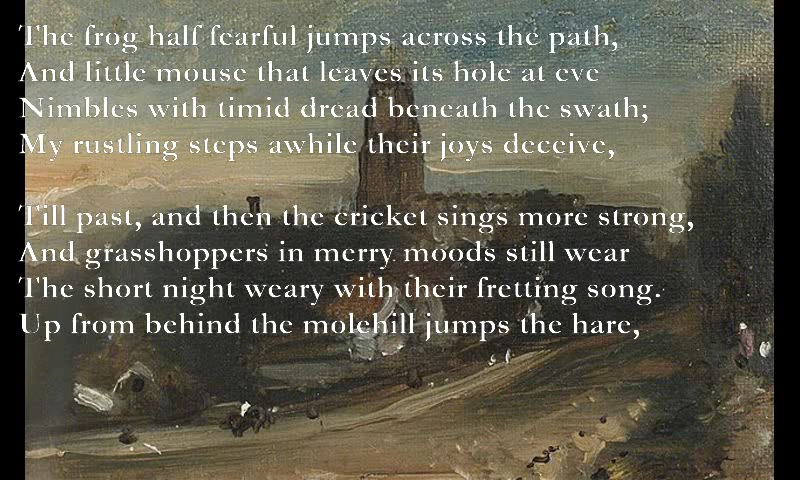 The frog half fearful jumps across the path,
And little mouse that leaves its hole at eve
Nimbles with timid dread beneath the swath;
My rustling steps awhile their joys deceive,
Till past, and then the cricket sings more strong,
And grasshoppers in merry moods still wear
The short night weary with their fretting song.
Up from behind the molehill jumps the hare,